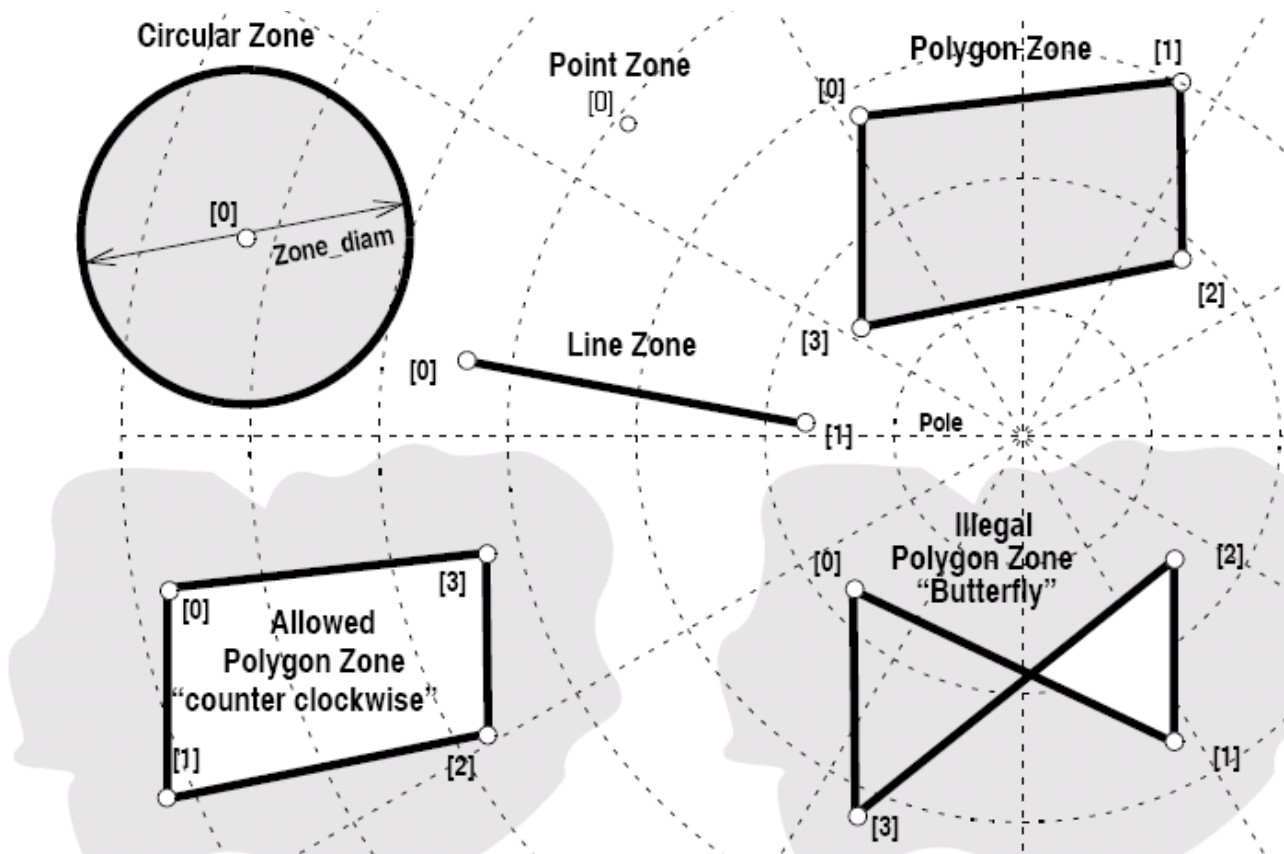 Circular Zone
[0]
Zone_diam
Point Zone
[0]
Polygon Zone
[0]
[1]
[2]
[3]
Line Zone
[0]
[1]
Pole
[0]
[3]
Allowed
Polygon Zone
“counter clockwise”
[1]
[2]
Illegal
Polygon Zone
“Butterfly”
[0]
[2]
[1]
[3]